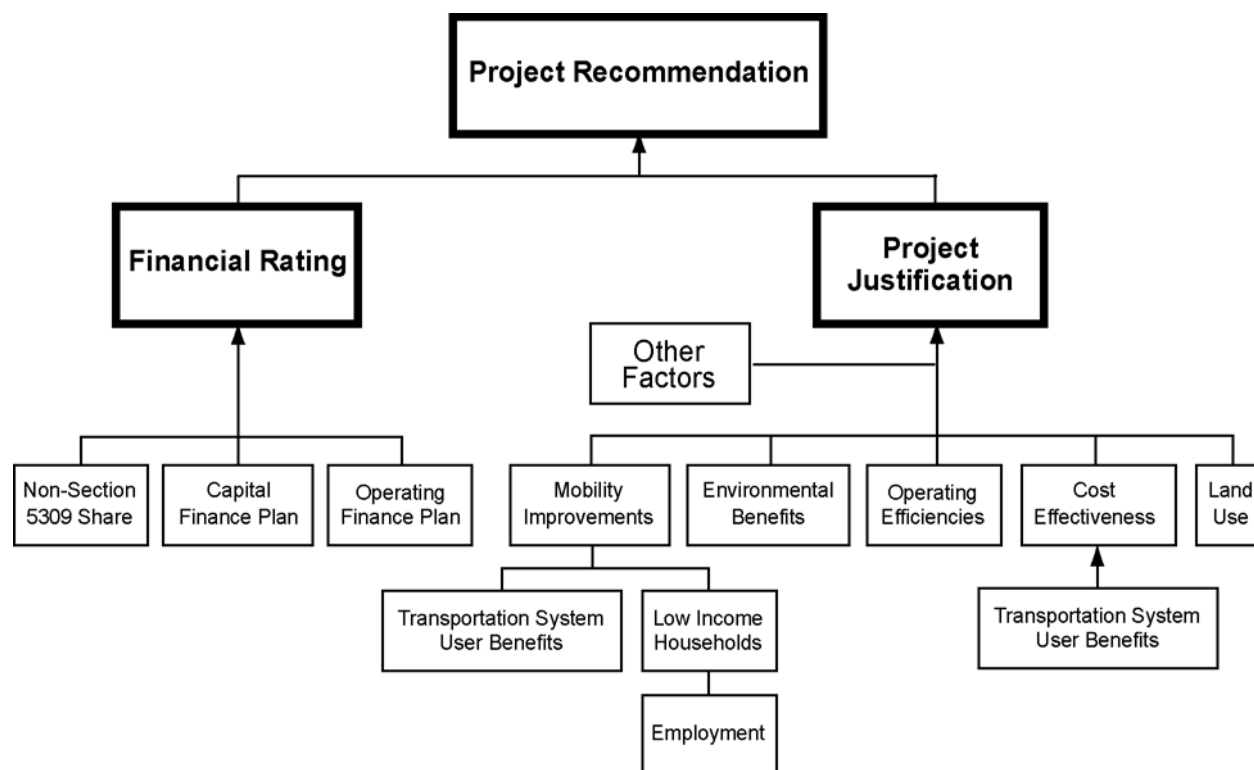 Project Recommendation
Financial Rating
Project
Justification
Other
Factors
Non-Section
5309 Share
Capital
Finance Plan
Operating
Finance Plan
Mobility
Improvements
Environmental
Benefits
Operating
Efficiencies
Cost
Effectiveness
Land
Use
Transportation System
User Benefits
Low Income
Households
Transportation System
User Benefits
Employment